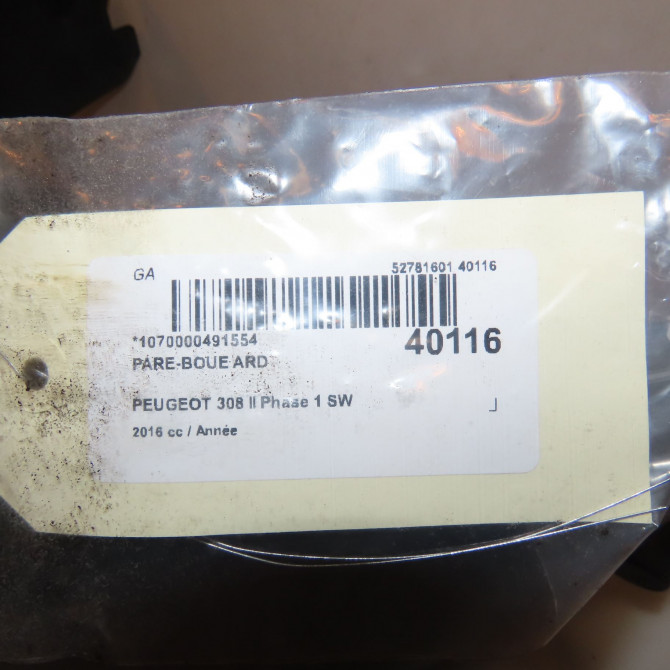 GA 52781601 40116
*1070000491554 40116
PARE-BOUE ARD
PEUGEOT 308 II Phase 1 SW
2016 cc / Année